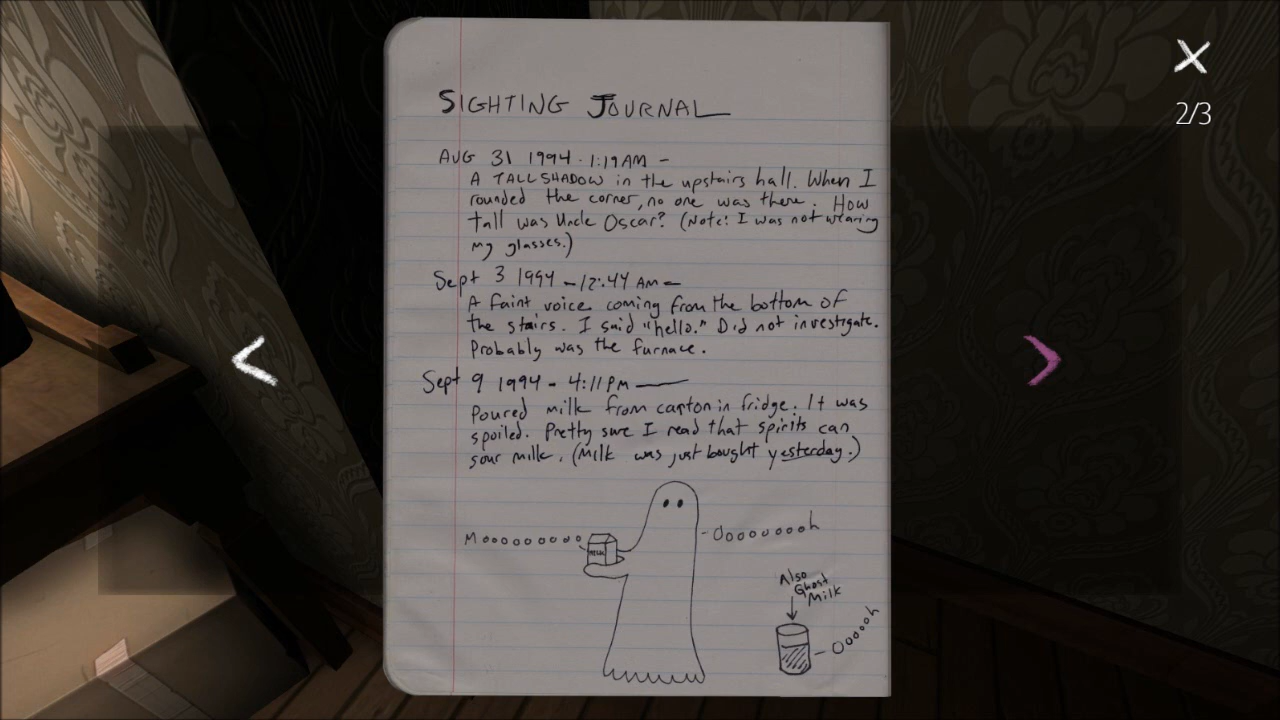 2/3
SIGHTING JOURNAL
AUG 31 1994 - 1:19 AM -
A TALL SHADOW in the upstairs hall. When I
rounded the corner, no one was there. How
tall was Uncle Oscar? (Note: I was not wearing
my glasses.)
Sept 3 1994 - 12:44 AM -
A faint voice coming from the bottom of
the stairs. I said "hello." Did not investigate.
Probably was the furnace.
Sept 9 1994 - 4:11 PM
Poured milk from carton in fridge. It was
spoiled. Pretty sure I read that spirits can
sour milk. (Milk was just bought yesterday.)
Mooooooooo
MILK
Oooooooooh
Also
Ghost
Milk
Oooooh